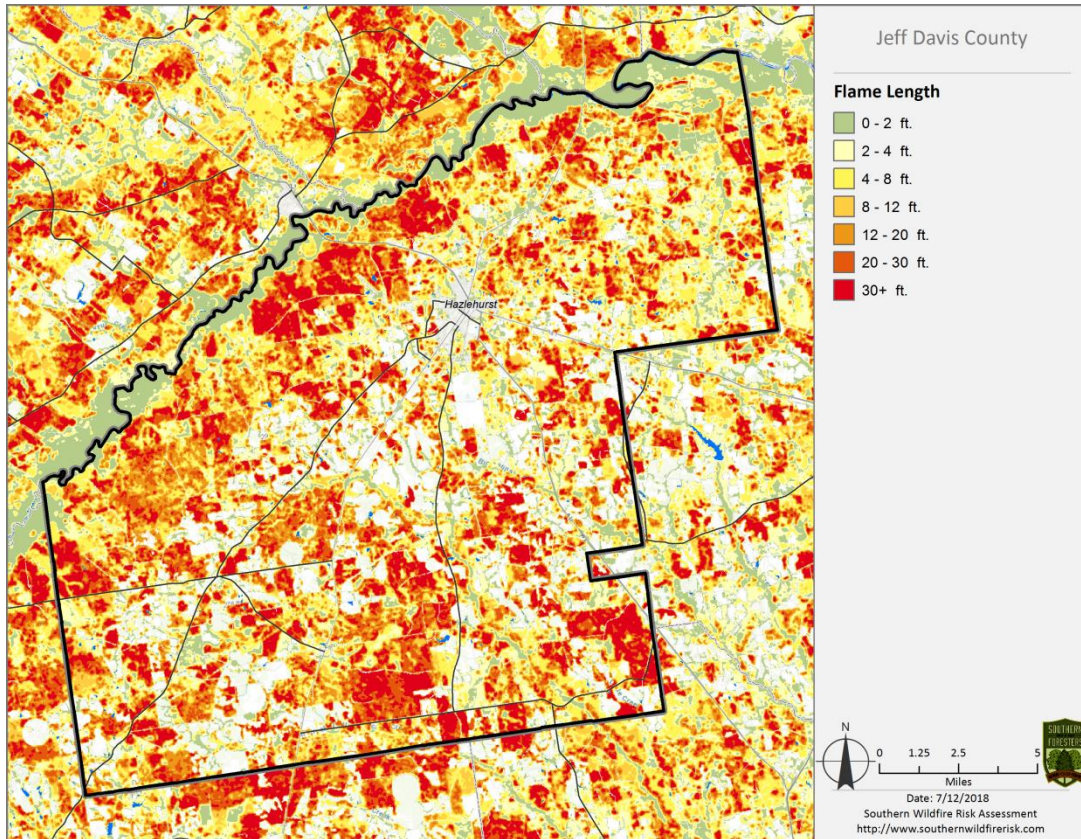 Jeff Davis County
Flame Length
0 - 2 ft.
2 - 4 ft.
4 - 8 ft.
8 - 12 ft.
12 - 20 ft.
20 - 30 ft.
30+ ft.
Hazlehurst
N
0 1.25 2.5 5
Miles
SOUTHERN
FORESTERS
Date: 7/12/2018
Southern Wildfire Risk Assessment
http://www.southernwildfirerisk.com